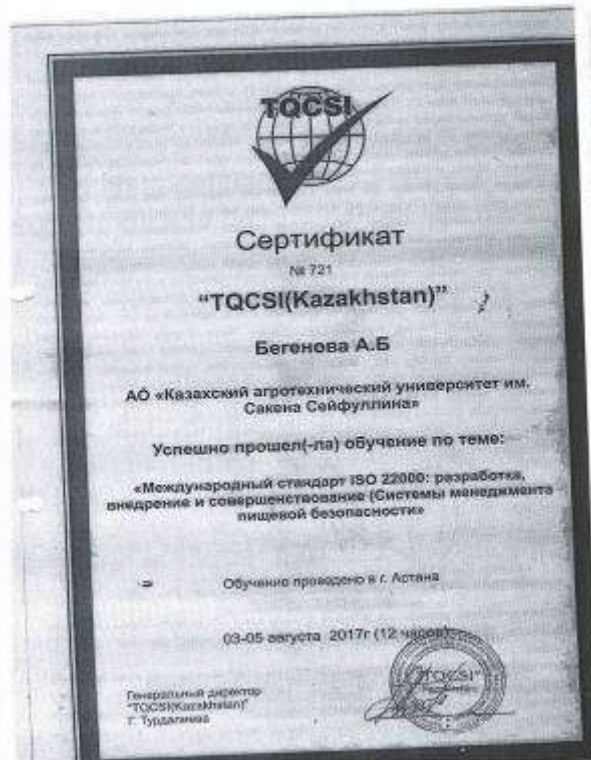 TQCSI
Сертификат
№ 721
“TQCSI(Kazakhstan)”
Бегенова А.Б
АО «Казахский агротехнический университет им.
Сакена Сейфуллина»
Успешно прошел(-ла) обучение по теме:
«Международный стандарт ISO 22000: разработка,
внедрение и совершенствование (Системы менеджмента
пищевой безопасности»
Обучение проведено в г. Астана
03-05 августа 2017г (12 часов)
Генеральный директор
"TQCSI(Kazakhstan)"
Г. Турдалиева
TQCSI